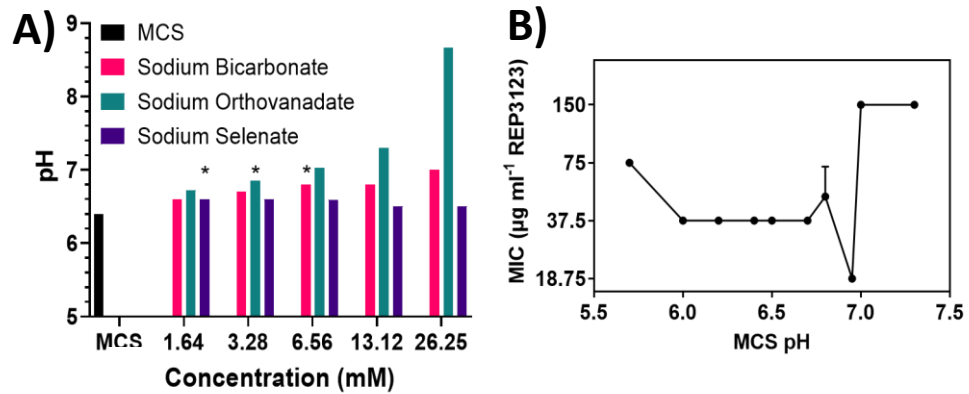 A)
MCS
Sodium Bicarbonate
Sodium Orthovanadate
Sodium Selenate
pH
9
8
7
6
5
* * *
MCS 1.64 3.28 6.56 13.12 26.25
Concentration (mM)
B)
MIC (µg ml⁻¹ REP3123)
150
75
37.5
18.75
5.5 6.0 6.5 7.0 7.5
MCS pH